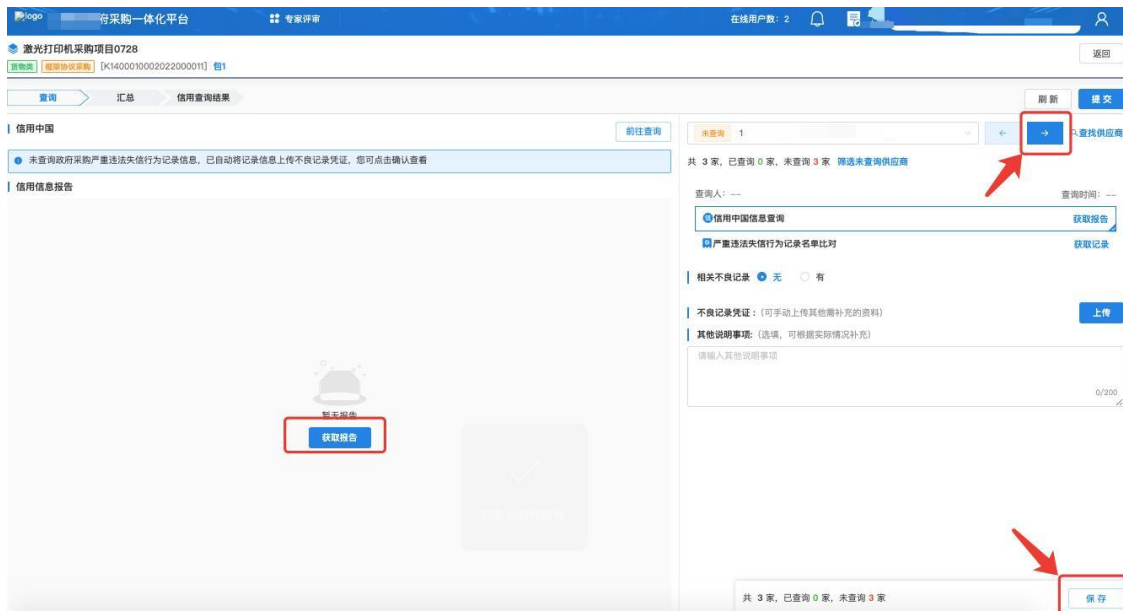 logo 府采购一体化平台 专家评审 在线用户数: 2
激光打印机采购项目0728 返回
货物类 框架协议采购 [K1400010002022000011] 包1
查询 汇总 信用查询结果 刷新 提交
信用中国 前往查询 未查询 1 ← → 查找供应商
未查询政府采购严重违法失信行为记录信息，已自动将记录信息上传不良记录凭证，您可点击确认查看 共 3 家，已查询 0 家，未查询 3 家 筛选未查询供应商
信用信息报告 查询人: -- 查询时间: --
信用中国信息查询 获取报告
严重违法失信行为记录名单比对 获取记录
相关不良记录 无 有
不良记录凭证: (可手动上传其他需补充的资料) 上传
其他说明事项: (选填，可根据实际情况补充)
请输入其他说明事项
0/200
暂无报告
获取报告
共 3 家，已查询 0 家，未查询 3 家 保存